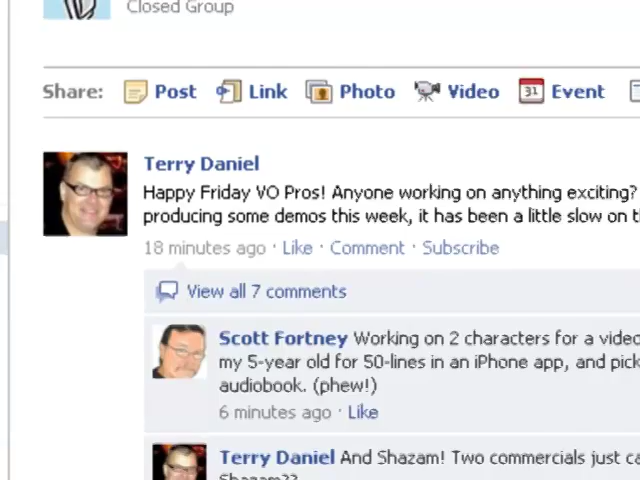 Closed Group
Share: Post Link Photo Video 31 Event
Terry Daniel
Happy Friday VO Pros! Anyone working on anything exciting?
producing some demos this week, it has been a little slow on
18 minutes ago · Like · Comment · Subscribe
View all 7 comments
Scott Fortney Working on 2 characters for a video
my 5-year old for 50-lines in an iPhone app, and pick
audiobook. (phew!)
6 minutes ago · Like
Terry Daniel And Shazam! Two commercials just ca
Shazam??